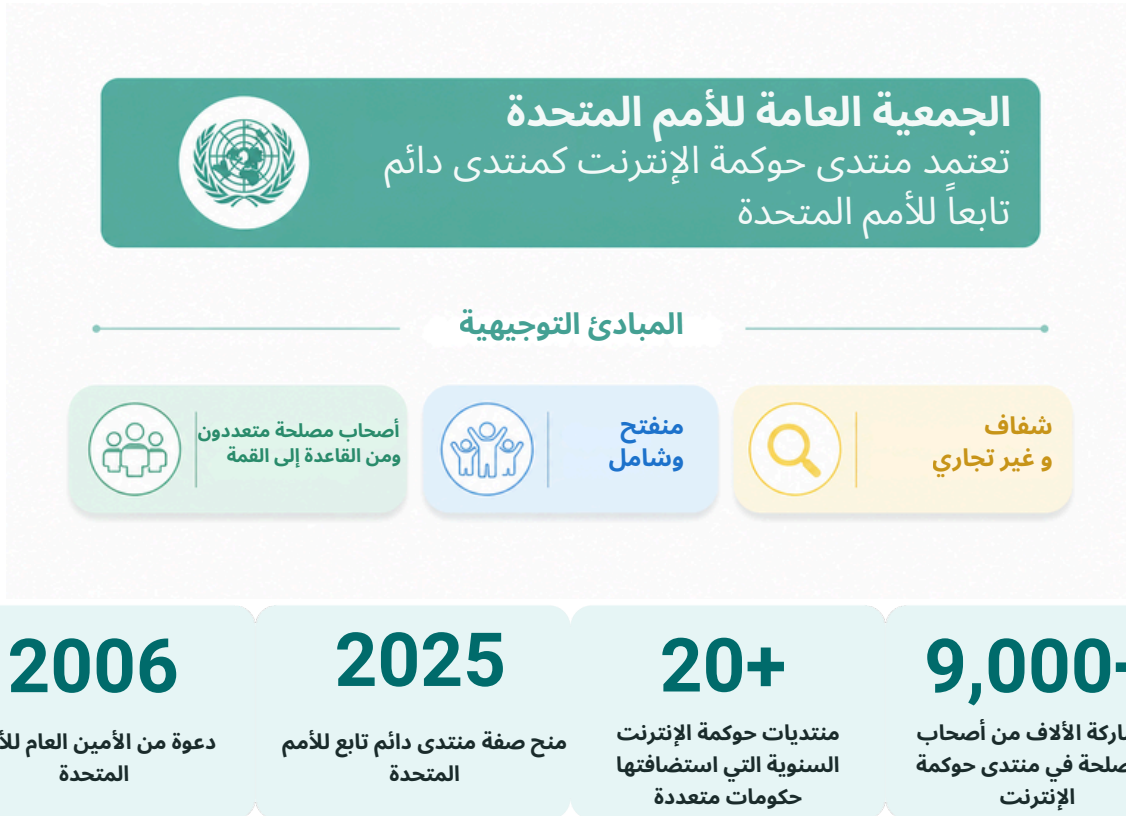 الجمعية العامة للأمم المتحدة
تعتمد منتدى حوكمة الإنترنت كمنتدى دائم
تابعاً للأمم المتحدة
المبادئ التوجيهية
شفاف
و غير تجاري
منفتح
وشامل
أصحاب مصلحة متعددون
ومن القاعدة إلى القمة
9,000
الألاف من أصحاب
في منتدى حوكمة
الإنترنت
20+
منتديات حوكمة الإنترنت
السنوية التي استضافتها
حكومات متعددة
2025
منح صفة منتدى دائم تابع للأمم
المتحدة
2006
دعوة من الأمين العام
المتحدة